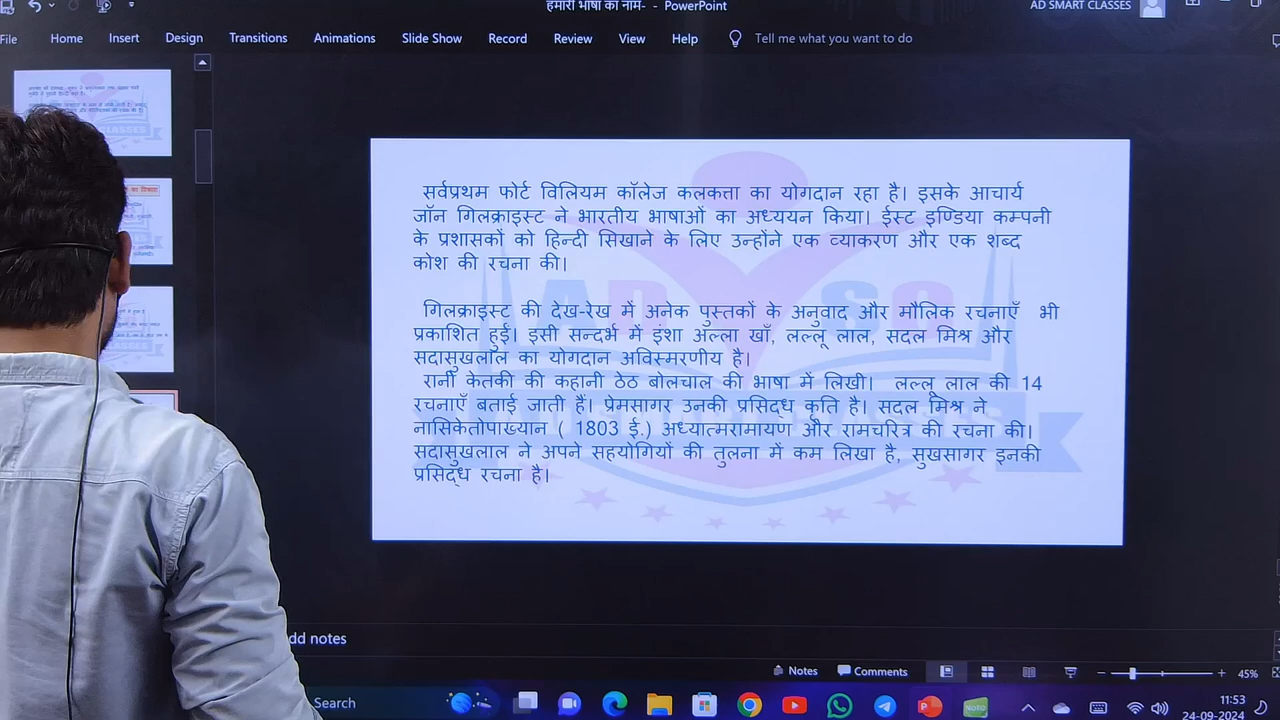 हमारी भाषा का नाम- - PowerPoint
AD SMART CLASSES
File Home Insert Design Transitions Animations Slide Show Record Review View Help Tell me what you want to do
सर्वप्रथम फोर्ट विलियम कॉलेज कलकत्ता का योगदान रहा है। इसके आचार्य
जॉन गिलक्राइस्ट ने भारतीय भाषाओं का अध्ययन किया। ईस्ट इण्डिया कम्पनी
के प्रशासकों को हिन्दी सिखाने के लिए उन्होंने एक व्याकरण और एक शब्द
कोश की रचना की।
गिलक्राइस्ट की देख-रेख में अनेक पुस्तकों के अनुवाद और मौलिक रचनाएँ भी
प्रकाशित हुई। इसी सन्दर्भ में इंशा अल्ला खाँ, लल्लू लाल, सदल मिश्र और
सदासुखलाल का योगदान अविस्मरणीय है।
रानी केतकी की कहानी ठेठ बोलचाल की भाषा में लिखी। लल्लू लाल की 14
रचनाएँ बताई जाती हैं। प्रेमसागर उनकी प्रसिद्ध कृति है। सदल मिश्र ने
नासिकेतोपाख्यान ( 1803 ई.) अध्यात्मरामायण और रामचरित्र की रचना की।
सदासुखलाल ने अपने सहयोगियों की तुलना में कम लिखा है, सुखसागर इनकी
प्रसिद्ध रचना है।
dd notes
Notes Comments 45%
Search
11:53
24-09-2024